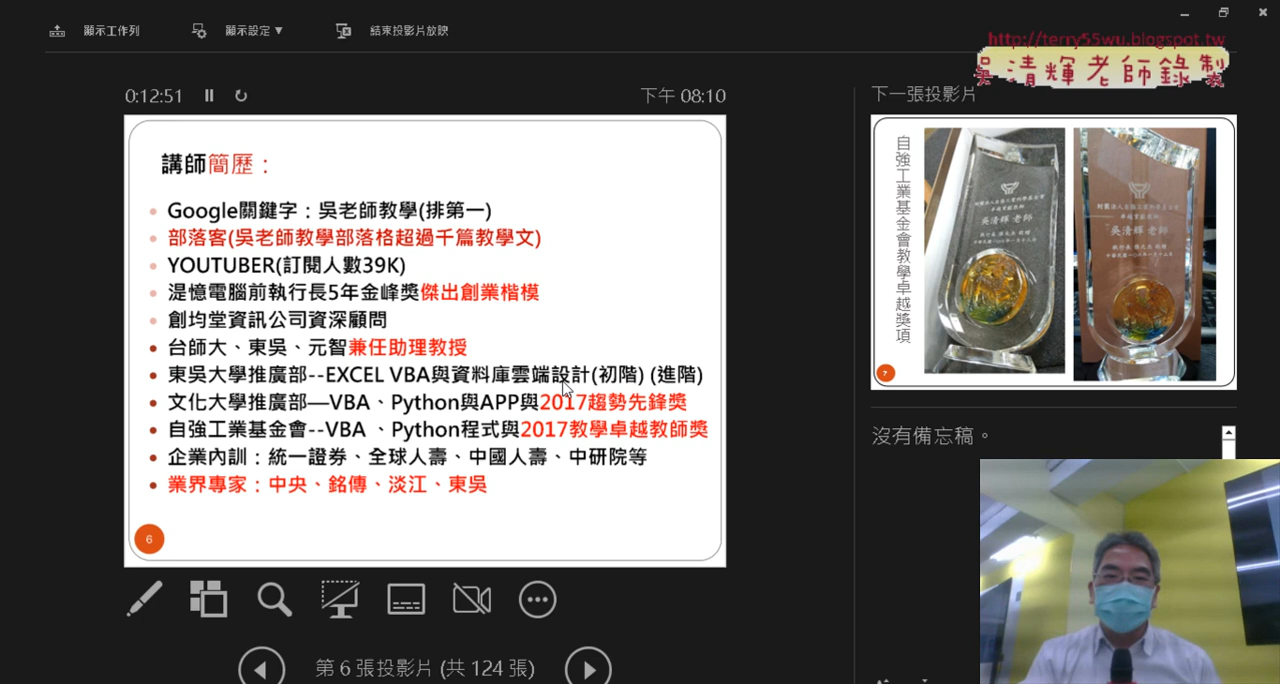 顯示工作列 顯示設定▼ 結束投影片放映
http://terry55wu.blogspot.tw
吳清輝老師錄製
0:12:51 下午 08:10
講師簡歷：
Google關鍵字：吳老師教學(排第一)
部落客(吳老師教學部落格超過千篇教學文)
YOUTUBER(訂閱人數39K)
湜憶電腦前執行長5年金峰獎傑出創業楷模
創均堂資訊公司資深顧問
台師大、東吳、元智兼任助理教授
東吳大學推廣部--EXCEL VBA與資料庫雲端設計(初階) (進階)
文化大學推廣部—VBA、Python與APP與2017趨勢先鋒獎
自強工業基金會--VBA 、Python程式與2017教學卓越教師獎
企業內訓：統一證券、全球人壽、中國人壽、中研院等
業界專家：中央、銘傳、淡江、東吳
6
第 6 張投影片 (共 124 張)
下一張投影片
自強工業基金會教學卓越獎項
吳清輝 老師
吳清輝 老師
7
沒有備忘稿。